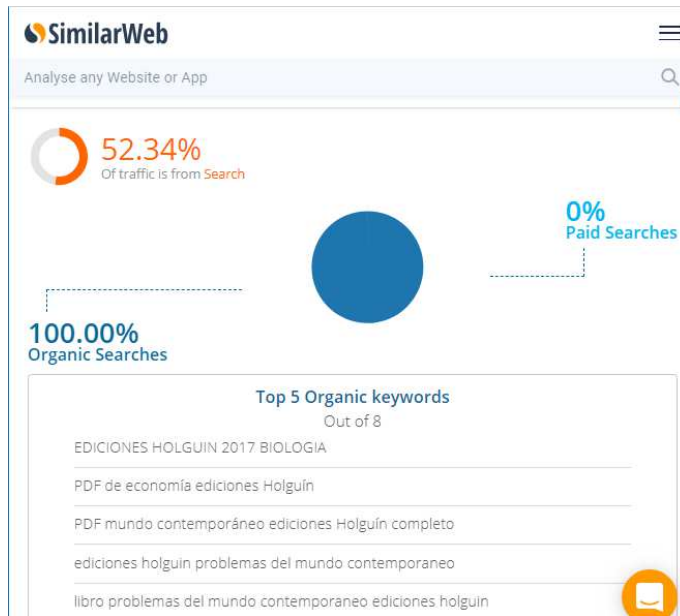 SimilarWeb
Analyse any Website or App
52.34%
Of traffic is from Search
0%
Paid Searches
100.00%
Organic Searches
Top 5 Organic keywords
Out of 8
EDICIONES HOLGUIN 2017 BIOLOGIA
PDF de economía ediciones Holguín
PDF mundo contemporáneo ediciones Holguín completo
ediciones holguin problemas del mundo contemporaneo
libro problemas del mundo contemporaneo ediciones holguin